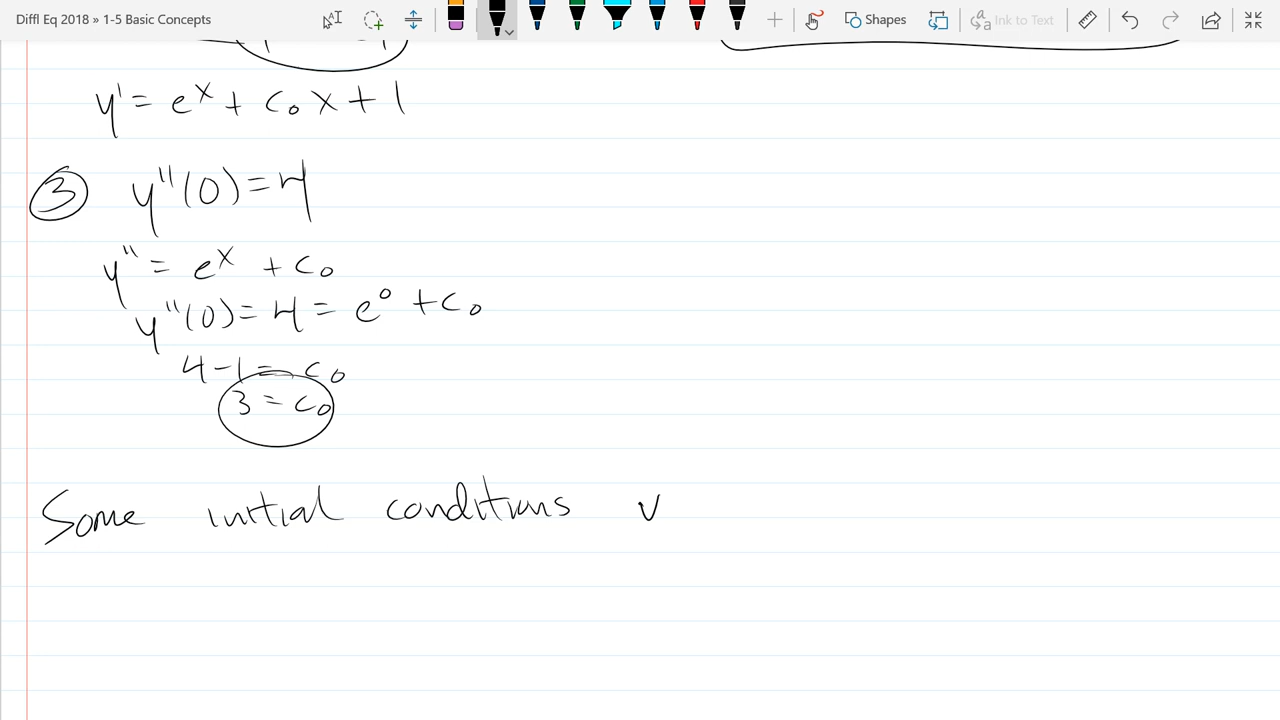 Diffl Eq 2018 » 1-5 Basic Concepts
Shapes
Ink to Text
y' = e^x + c₀x + 1
③ y''(0) = 4
y'' = e^x + c₀
y''(0) = 4 = e^0 + c₀
4 - 1 = c₀
3 = c₀
Some initial conditions